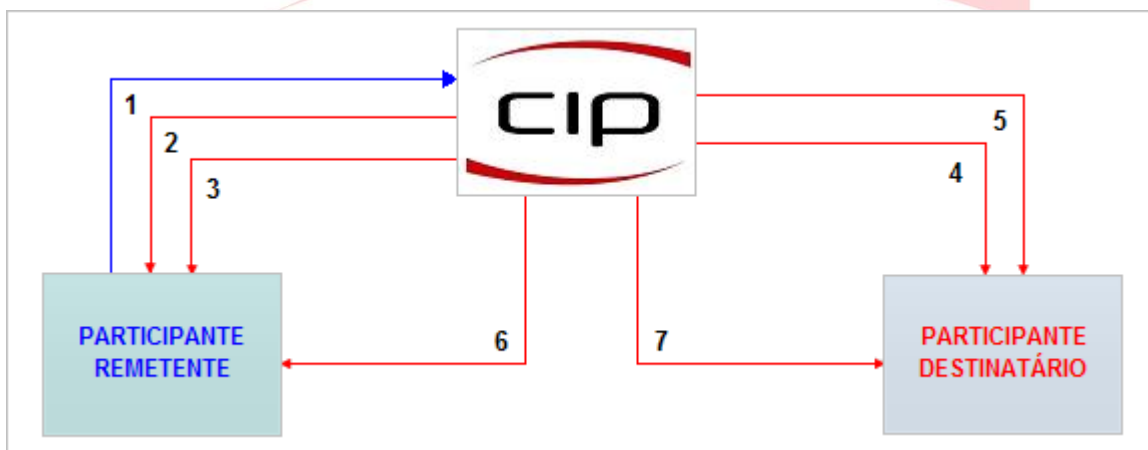 cip
1
2
3
5
4
PARTICIPANTE
REMETENTE
6
7
PARTICIPANTE
DESTINATÁRIO